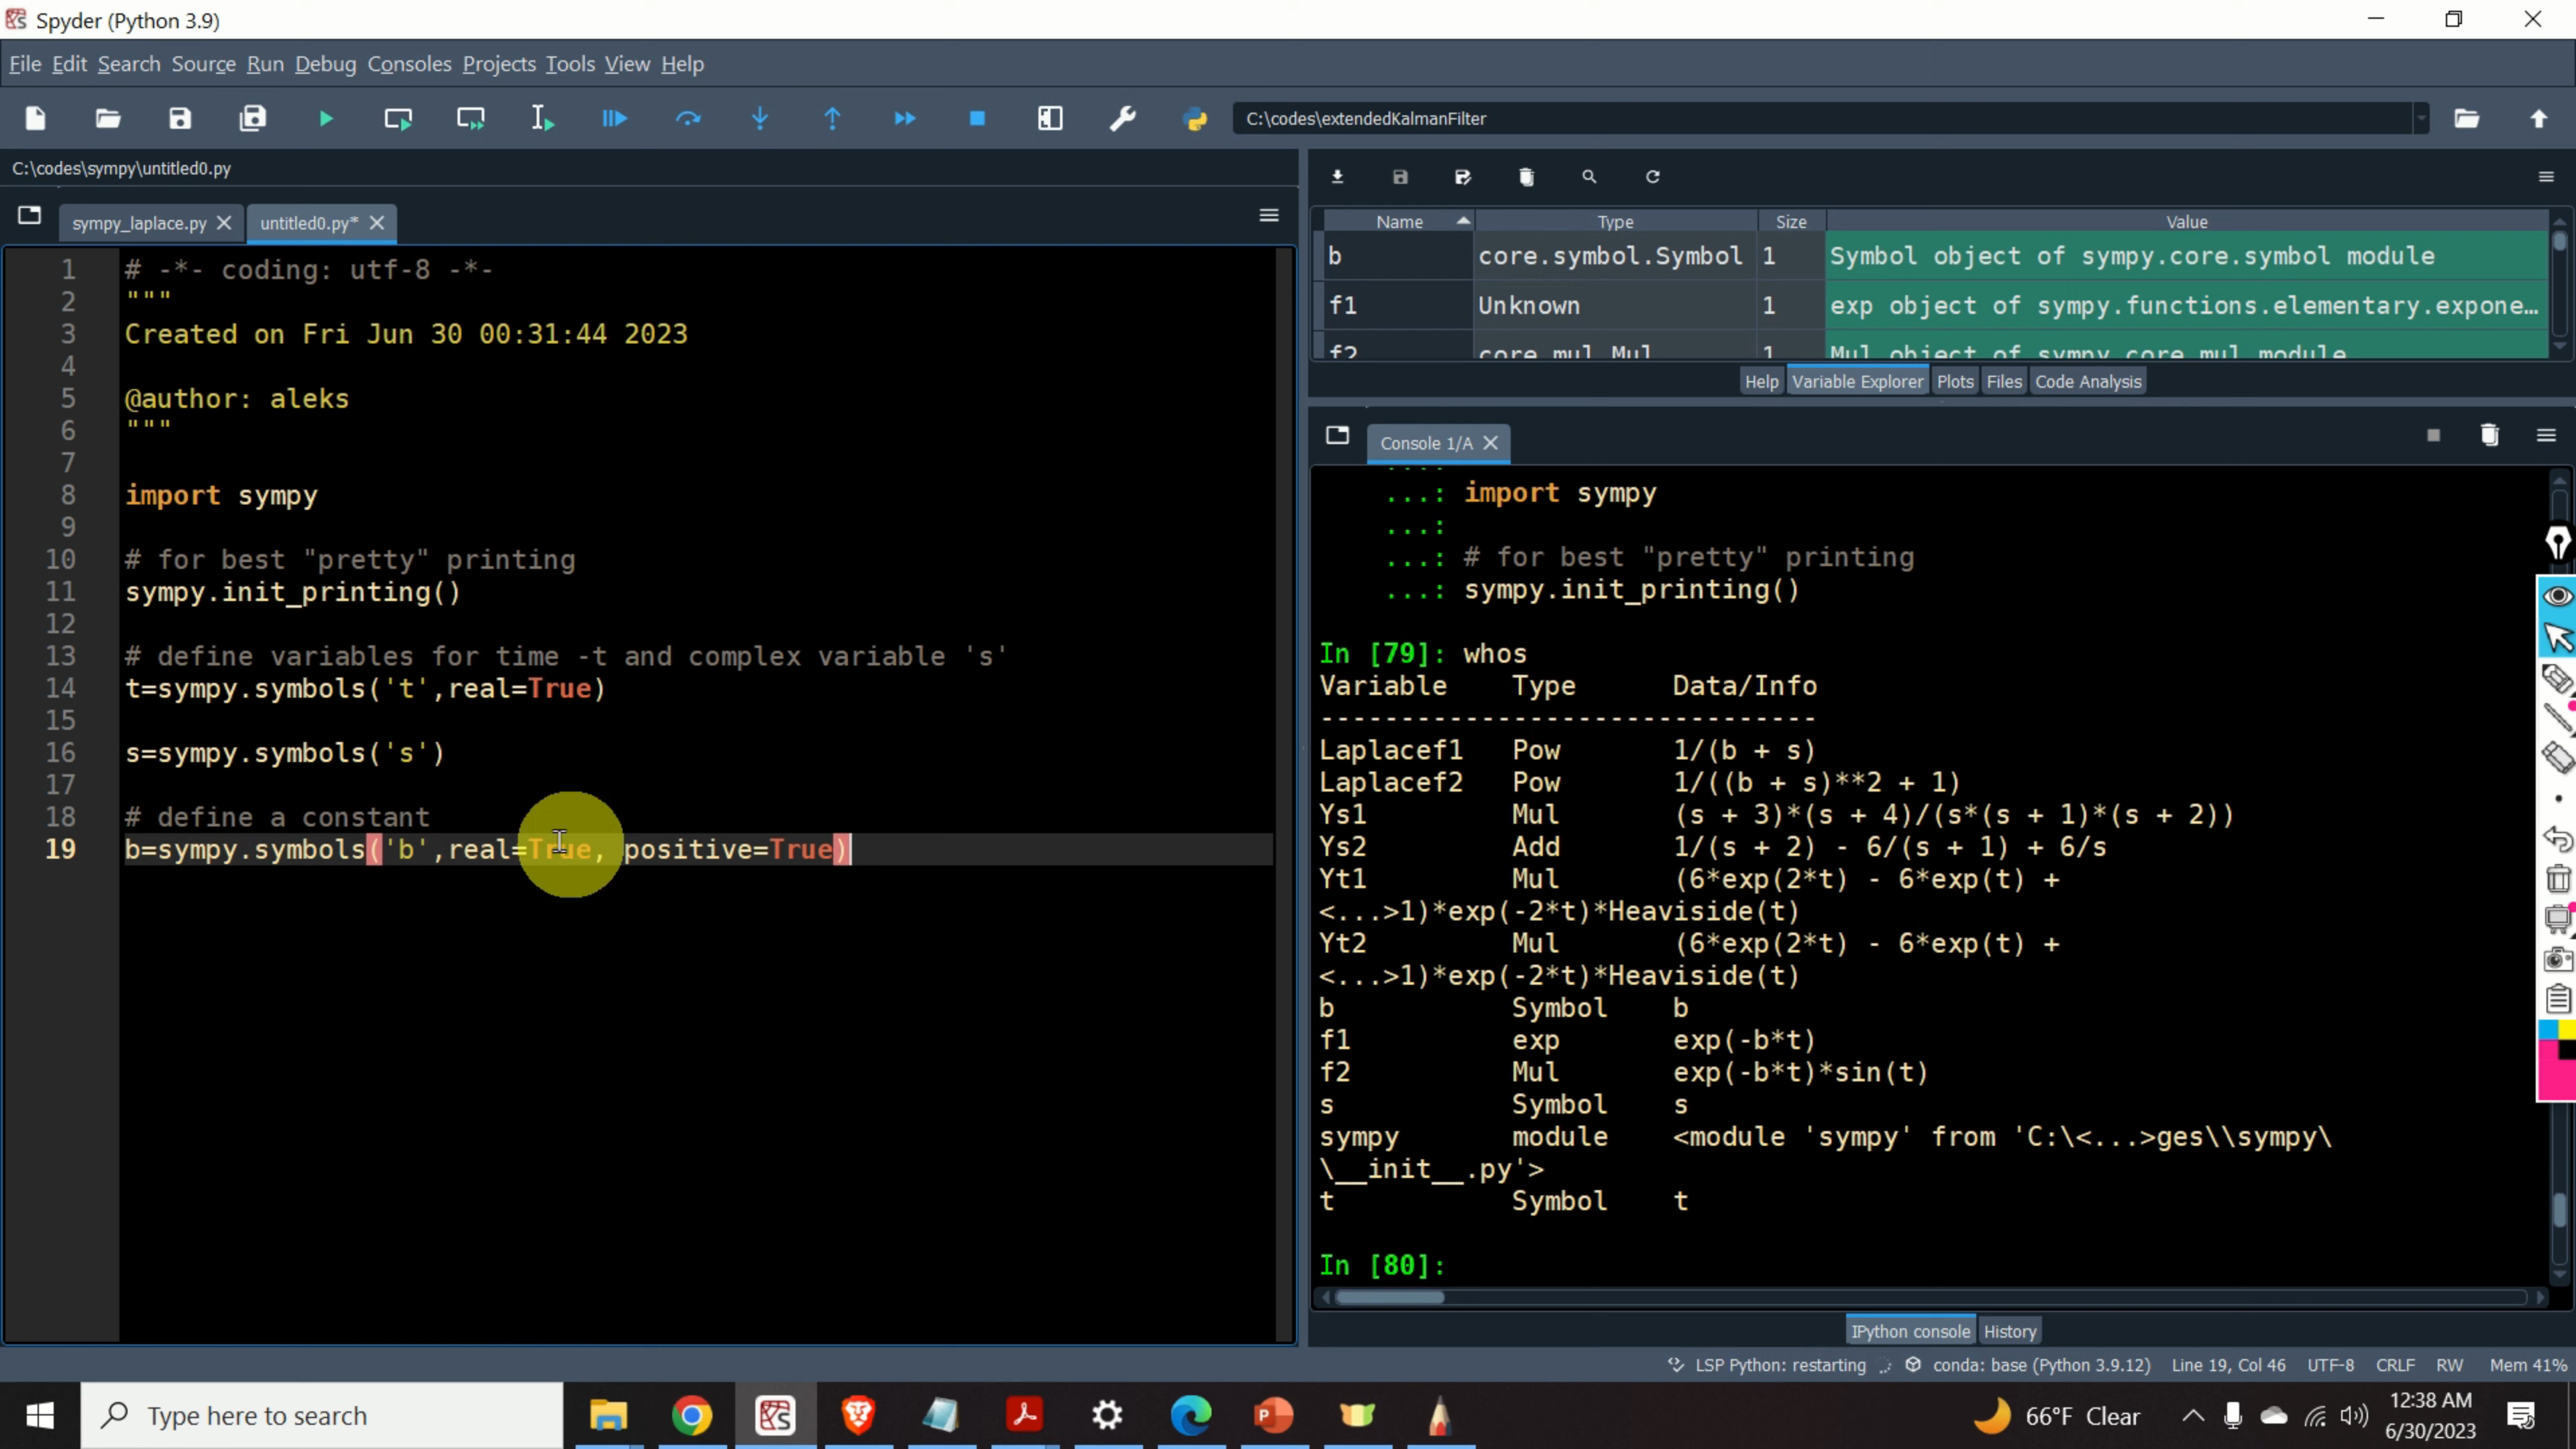 Spyder (Python 3.9)
File Edit Search Source Run Debug Consoles Projects Tools View Help
C:\codes\extendedKalmanFilter
C:\codes\sympy\untitled0.py
sympy_laplace.py
untitled0.py*
1 # -*- coding: utf-8 -*-
2 """
3 Created on Fri Jun 30 00:31:44 2023
4
5 @author: aleks
6 """
7
8 import sympy
9
10 # for best "pretty" printing
11 sympy.init_printing()
12
13 # define variables for time -t and complex variable 's'
14 t=sympy.symbols('t',real=True)
15
16 s=sympy.symbols('s')
17
18 # define a constant
19 b=sympy.symbols('b',real=True, positive=True)
Name Type Size Value
b core.symbol.Symbol 1 Symbol object of sympy.core.symbol module
f1 Unknown 1 exp object of sympy.functions.elementary.expone…
f2 core.mul.Mul 1 Mul object of sympy.core.mul module
Help Variable Explorer Plots Files Code Analysis
Console 1/A
...: import sympy
...:
...: # for best "pretty" printing
...: sympy.init_printing()
In [79]: whos
Variable Type Data/Info
--------------------------------
Laplacef1 Pow 1/(b + s)
Laplacef2 Pow 1/((b + s)**2 + 1)
Ys1 Mul (s + 3)*(s + 4)/(s*(s + 1)*(s + 2))
Ys2 Add 1/(s + 2) - 6/(s + 1) + 6/s
Yt1 Mul (6*exp(2*t) - 6*exp(t) +
<...>1)*exp(-2*t)*Heaviside(t)
Yt2 Mul (6*exp(2*t) - 6*exp(t) +
<...>1)*exp(-2*t)*Heaviside(t)
b Symbol b
f1 exp exp(-b*t)
f2 Mul exp(-b*t)*sin(t)
s Symbol s
sympy module <module 'sympy' from 'C:\<...>ges\\sympy\
\__init__.py'>
t Symbol t
In [80]:
IPython console History
LSP Python: restarting conda: base (Python 3.9.12) Line 19, Col 46 UTF-8 CRLF RW Mem 41%
Type here to search
66°F Clear
12:38 AM
6/30/2023